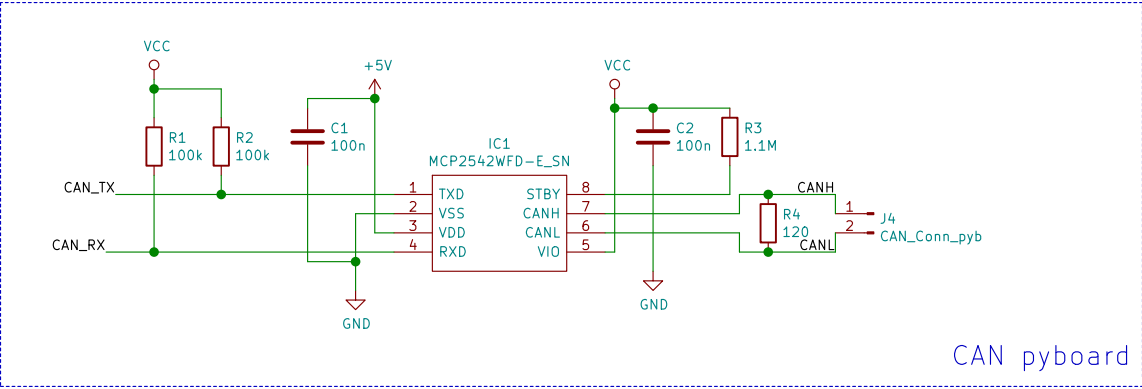 VCC
+5V
VCC
R1
100k
R2
100k
C1
100n
IC1
MCP2542WFD-E_SN
C2
100n
R3
1.1M
CAN_TX
1
TXD
STBY
8
CANH
2
VSS
CANH
7
R4
120
1
J4
3
VDD
CANL
6
2
CAN_Conn_pyb
CAN_RX
4
RXD
VIO
5
CANL
GND
GND
CAN pyboard